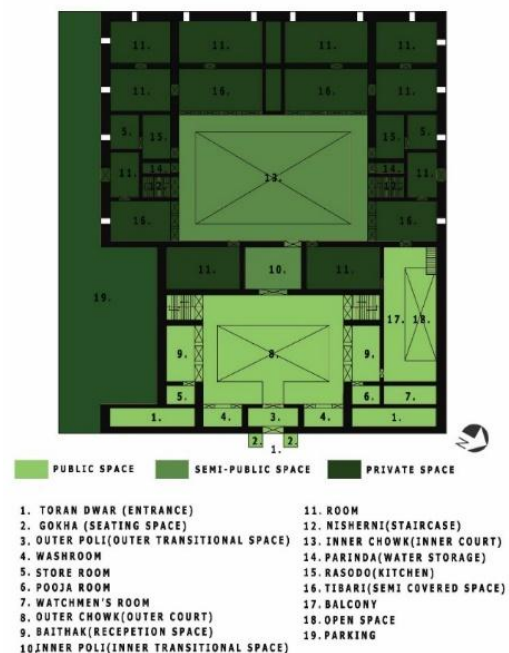 11. 11. 11. 11.
11. 16. 16. 11.
5. 15. 15. 5.
14. 14.
11. 12. 13. 12. 11.
16. 16.
11. 10. 11.
19. 17. 18.
9. 8. 9.
5. 6. 7.
1. 4. 3. 4. 1.
2. 2.
1.
N
PUBLIC SPACE SEMI-PUBLIC SPACE PRIVATE SPACE
1. TORAN DWAR (ENTRANCE)
2. GOKHA (SEATING SPACE)
3. OUTER POLI(OUTER TRANSITIONAL SPACE)
4. WASHROOM
5. STORE ROOM
6. POOJA ROOM
7. WATCHMEN'S ROOM
8. OUTER CHOWK(OUTER COURT)
9. BAITHAK(RECEPETION SPACE)
10. INNER POLI(INNER TRANSITIONAL SPACE)
11. ROOM
12. NISHERNI(STAIRCASE)
13. INNER CHOWK(INNER COURT)
14. PARINDA(WATER STORAGE)
15. RASODO(KITCHEN)
16. TIBARI(SEMI COVERED SPACE)
17. BALCONY
18. OPEN SPACE
19. PARKING